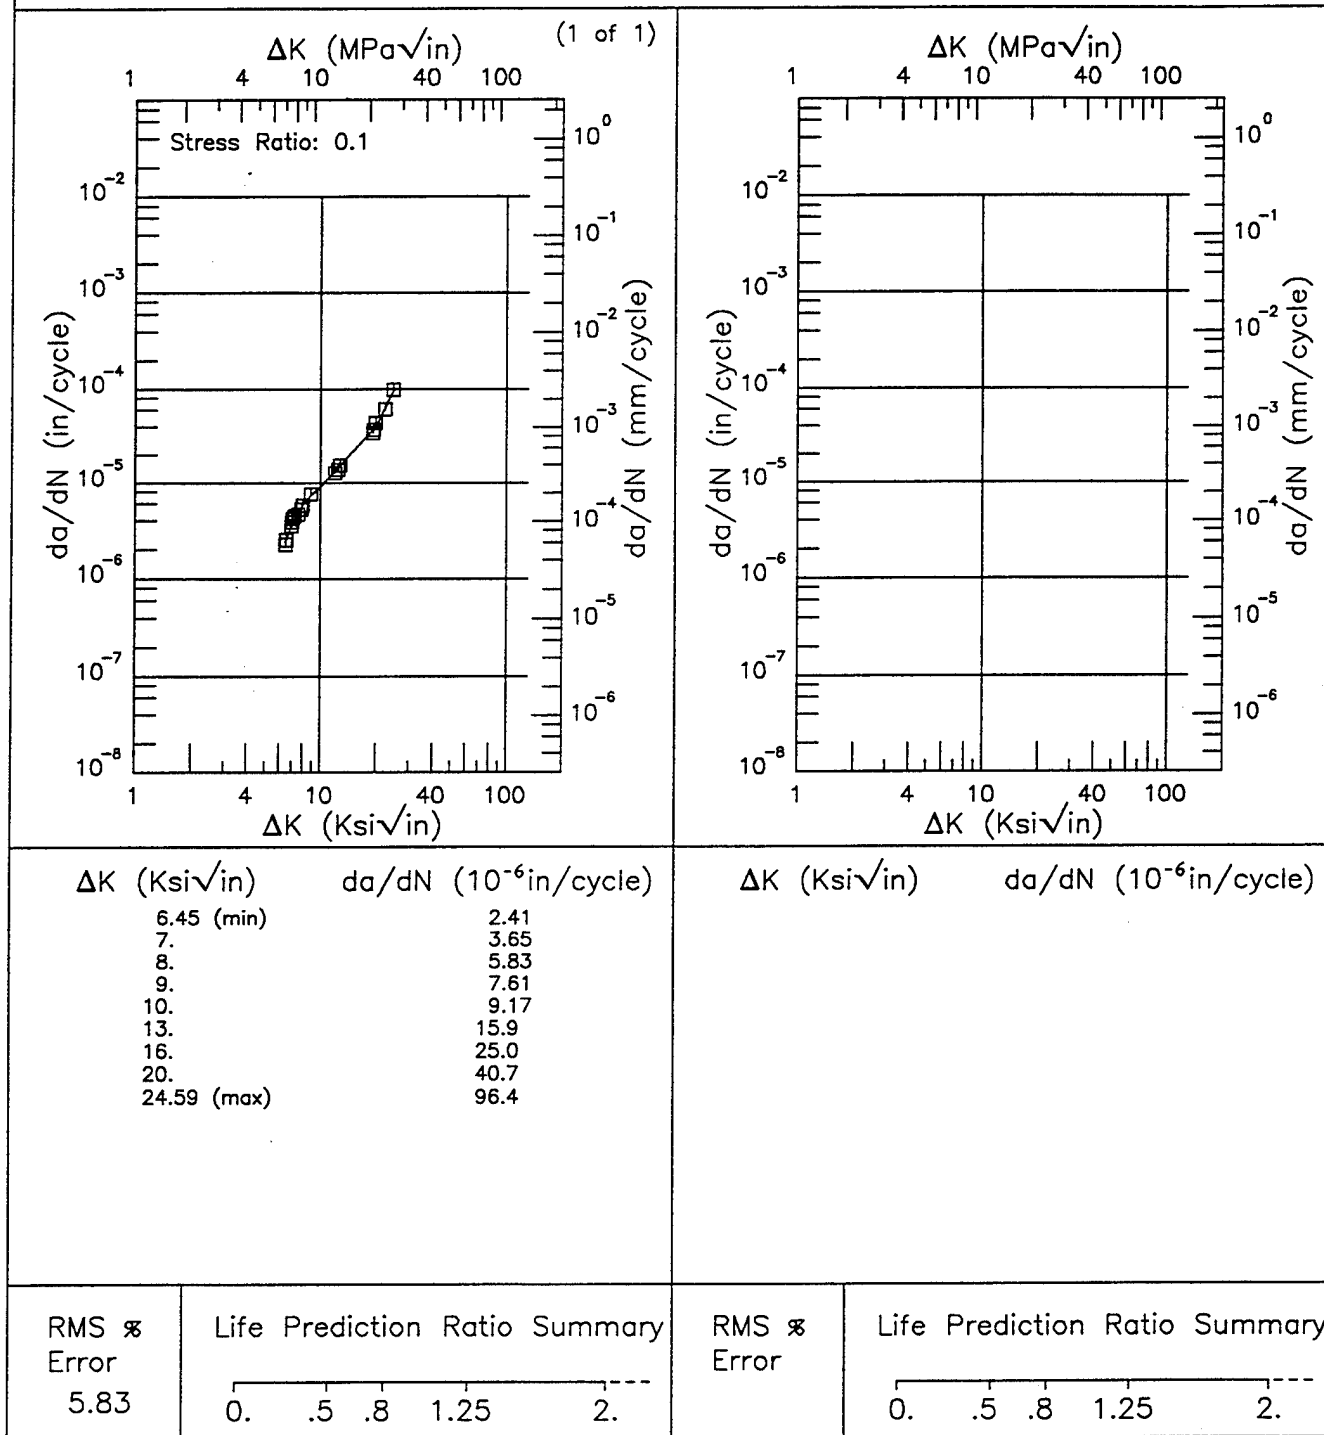 (1 of 1)
ΔK (MPa√in)
1 4 10 40 100
Stress Ratio: 0.1
10⁰
10⁻²
10⁻¹
10⁻³
10⁻²
10⁻⁴
10⁻³
10⁻⁵
10⁻⁴
10⁻⁶
10⁻⁵
10⁻⁷
10⁻⁶
10⁻⁸
da/dN (in/cycle)
da/dN (mm/cycle)
1 4 10 40 100
ΔK (Ksi√in)
ΔK (MPa√in)
1 4 10 40 100
10⁰
10⁻²
10⁻¹
10⁻³
10⁻²
10⁻⁴
10⁻³
10⁻⁵
10⁻⁴
10⁻⁶
10⁻⁵
10⁻⁷
10⁻⁶
10⁻⁸
da/dN (in/cycle)
da/dN (mm/cycle)
1 4 10 40 100
ΔK (Ksi√in)
ΔK (Ksi√in) da/dN (10⁻⁶in/cycle)
6.45 (min) 2.41
7. 3.65
8. 5.83
9. 7.61
10. 9.17
13. 15.9
16. 25.0
20. 40.7
24.59 (max) 96.4
ΔK (Ksi√in) da/dN (10⁻⁶in/cycle)
RMS %
Error
5.83
Life Prediction Ratio Summary
0. .5 .8 1.25 2.
RMS %
Error
Life Prediction Ratio Summary
0. .5 .8 1.25 2.